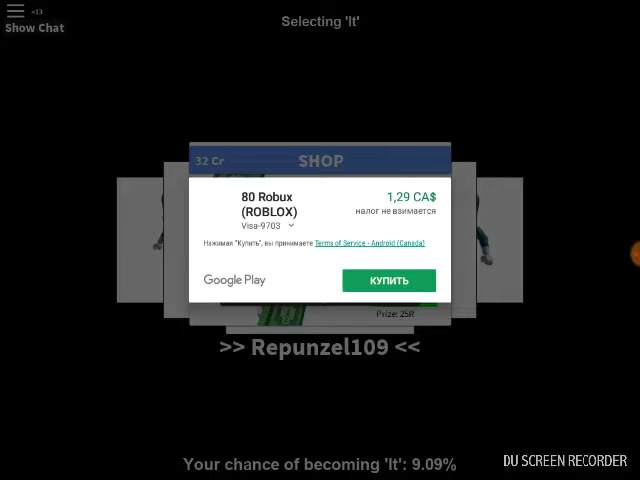 <13
Show Chat
Selecting 'It'
32 Cr
SHOP
80 Robux
(ROBLOX)
1,29 CA$
налог не взимается
Visa-9703
Нажимая "Купить", вы принимаете Terms of Service - Android (Canada)
Google Play
КУПИТЬ
Prize: 25R
>> Repunzel109 <<
Your chance of becoming 'It': 9.09%
DU SCREEN RECORDER